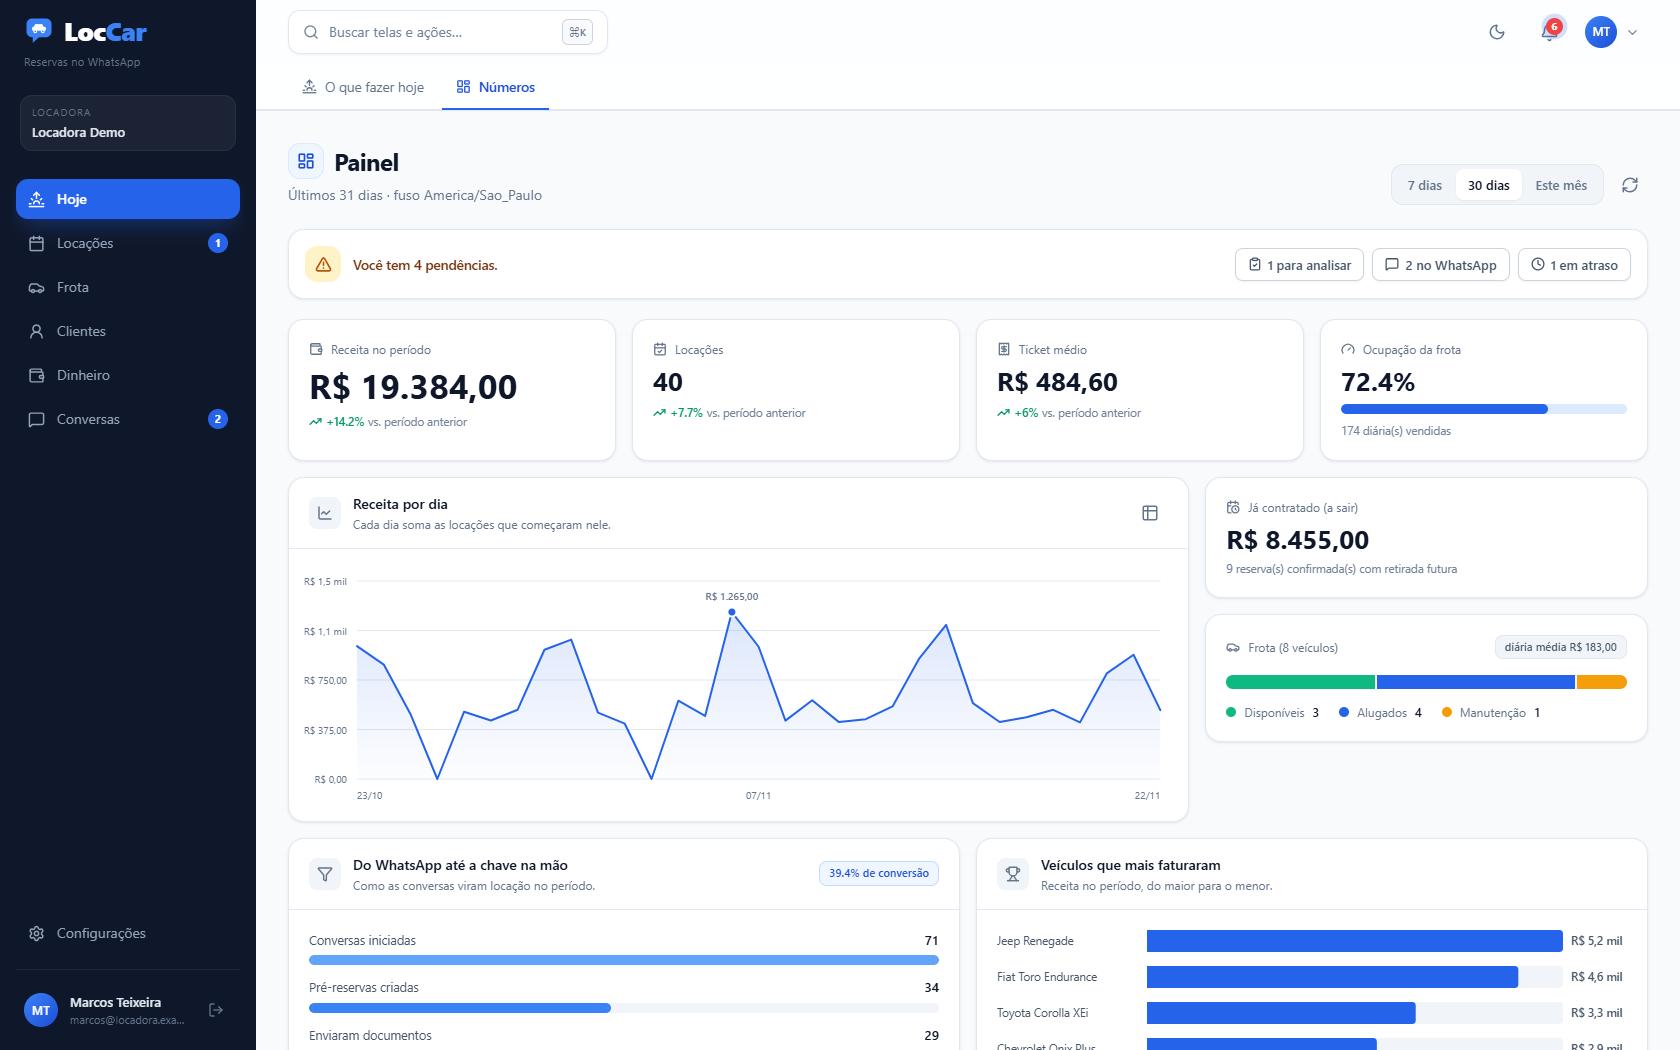 LocCar
Reservas no WhatsApp
LOCADORA
Locadora Demo
Hoje
Locações 1
Frota
Clientes
Dinheiro
Conversas 2
Configurações
MT
Marcos Teixeira
marcos@locadora.exa...
Buscar telas e ações... ⌘K
6
MT
O que fazer hoje
Números
Painel
Últimos 31 dias · fuso America/Sao_Paulo
7 dias 30 dias Este mês
Você tem 4 pendências.
1 para analisar
2 no WhatsApp
1 em atraso
Receita no período
R$ 19.384,00
+14.2% vs. período anterior
Locações
40
+7.7% vs. período anterior
Ticket médio
R$ 484,60
+6% vs. período anterior
Ocupação da frota
72.4%
174 diária(s) vendidas
Receita por dia
Cada dia soma as locações que começaram nele.
R$ 1,5 mil
R$ 1,1 mil
R$ 750,00
R$ 375,00
R$ 0,00
R$ 1.265,00
23/10 07/11 22/11
Já contratado (a sair)
R$ 8.455,00
9 reserva(s) confirmada(s) com retirada futura
Frota (8 veículos)
diária média R$ 183,00
Disponíveis 3 Alugados 4 Manutenção 1
Do WhatsApp até a chave na mão
Como as conversas viram locação no período.
39.4% de conversão
Conversas iniciadas 71
Pré-reservas criadas 34
Enviaram documentos 29
Veículos que mais faturaram
Receita no período, do maior para o menor.
Jeep Renegade R$ 5,2 mil
Fiat Toro Endurance R$ 4,6 mil
Toyota Corolla XEi R$ 3,3 mil
Chevrolet Onix Plus R$ 2,9 mil